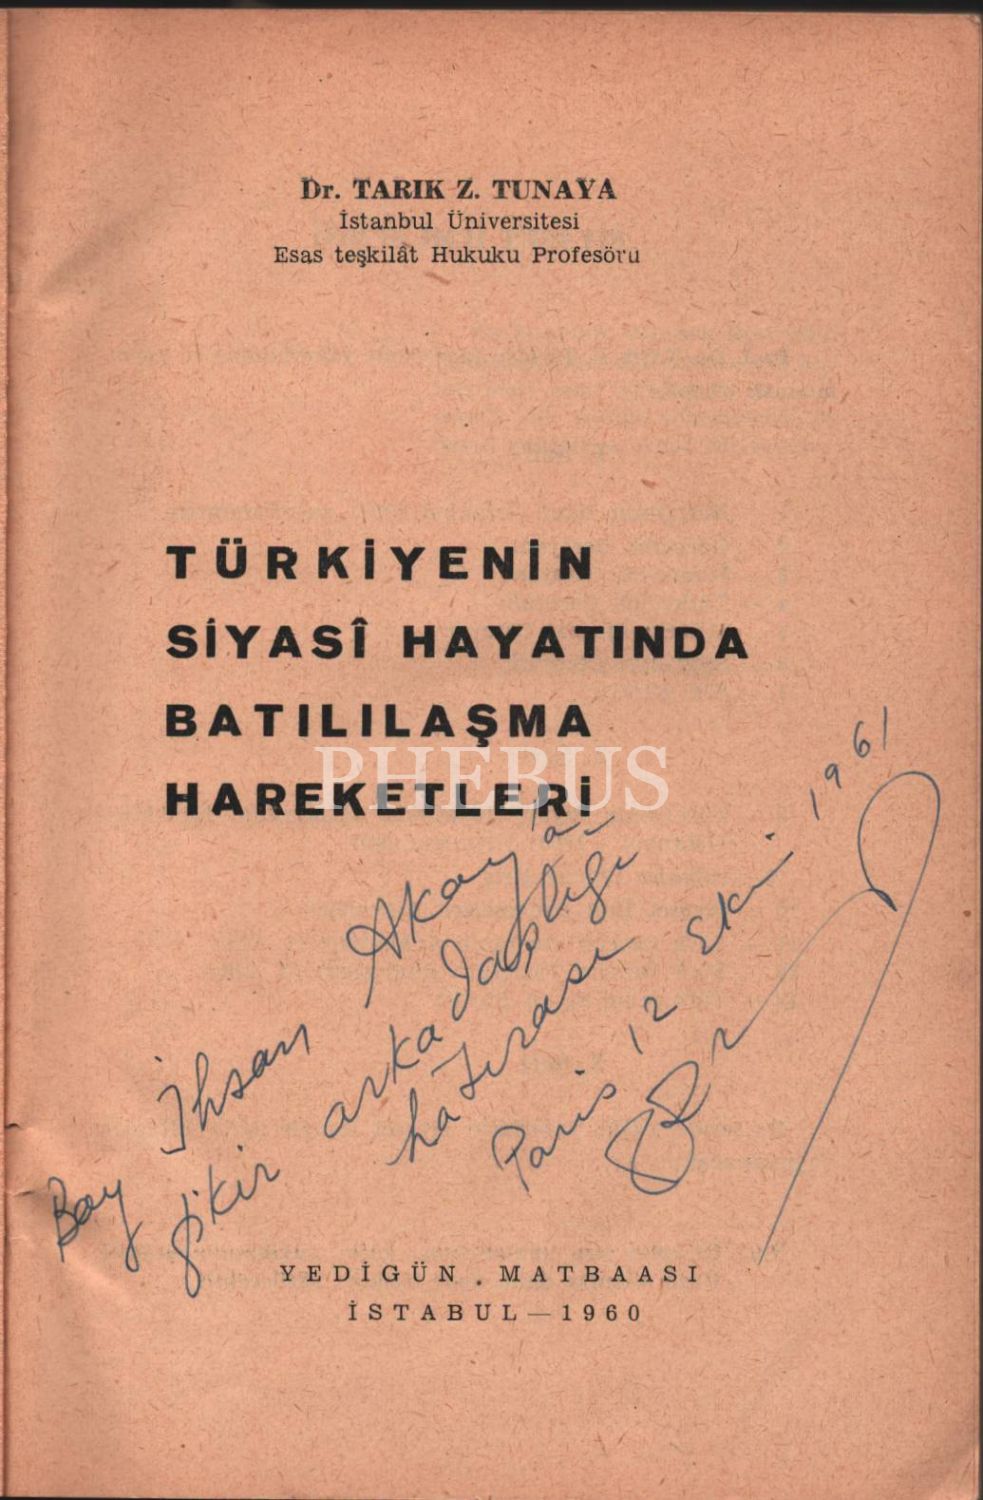 Dr. TARIK Z. TUNAYA
İstanbul Üniversitesi
Esas teşkilât Hukuku Profesörü
TÜRKİYENİN
SİYASÎ HAYATINDA
BATILILAŞMA
HAREKETLERİ
PHEBUS
Bay İhsan Akay'a
fikir arkadaşlığı
hatırası
Paris 12 Ekim 1961
YEDİGÜN . MATBAASI
İSTABUL — 1960